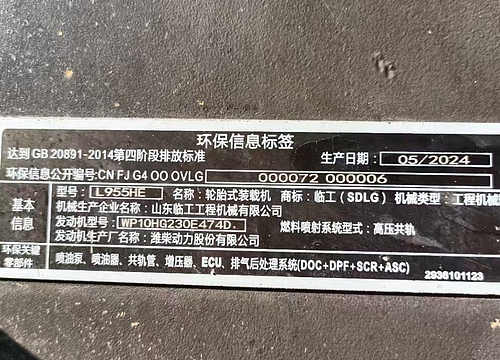 环保信息标签
达到 GB 20891-2014第四阶段排放标准 生产日期: 05/2024
环保信息公开编号:CN FJ G4 OO OVLG 000072 000006
基本信息
型号: L955HE 名称: 轮胎式装载机 商标: 临工 (SDLG) 机械类型: 工程机械
机械生产企业名称: 山东临工工程机械有限公司
发动机型号: WP10HG230E474D. 燃料喷射系统型式: 高压共轨
发动机生产厂名称: 潍柴动力股份有限公司
环保关键零部件
喷油泵、喷油器、共轨管、增压器、ECU、排气后处理系统(DOC+DPF+SCR+ASC)
2936101123